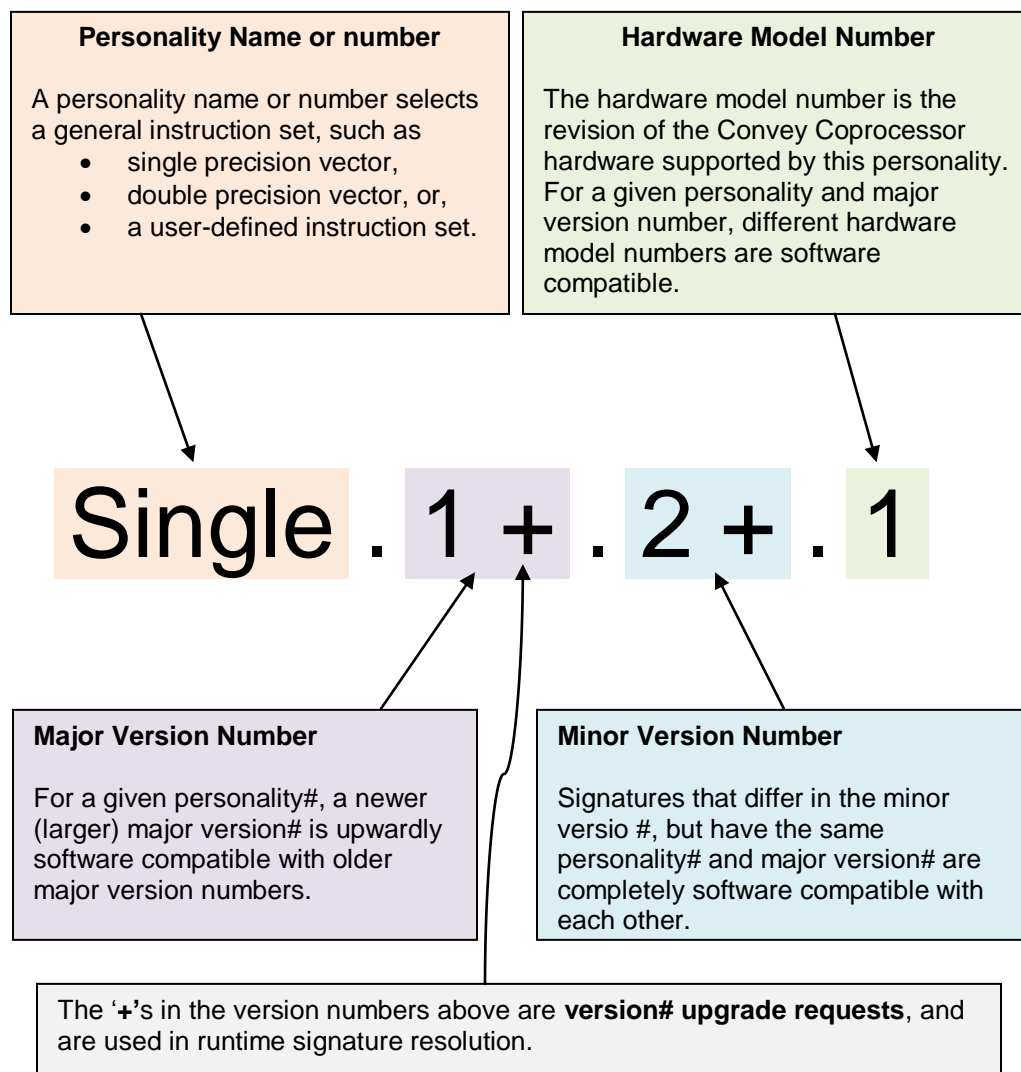 Personality Name or number
A personality name or number selects
a general instruction set, such as
• single precision vector,
• double precision vector, or,
• a user-defined instruction set.
Hardware Model Number
The hardware model number is the
revision of the Convey Coprocessor
hardware supported by this personality.
For a given personality and major
version number, different hardware
model numbers are software
compatible.
Single . 1 + . 2 + . 1
Major Version Number
For a given personality#, a newer
(larger) major version# is upwardly
software compatible with older
major version numbers.
Minor Version Number
Signatures that differ in the minor
versio #, but have the same
personality# and major version# are
completely software compatible with
each other.
The ‘+’s in the version numbers above are version# upgrade requests, and
are used in runtime signature resolution.